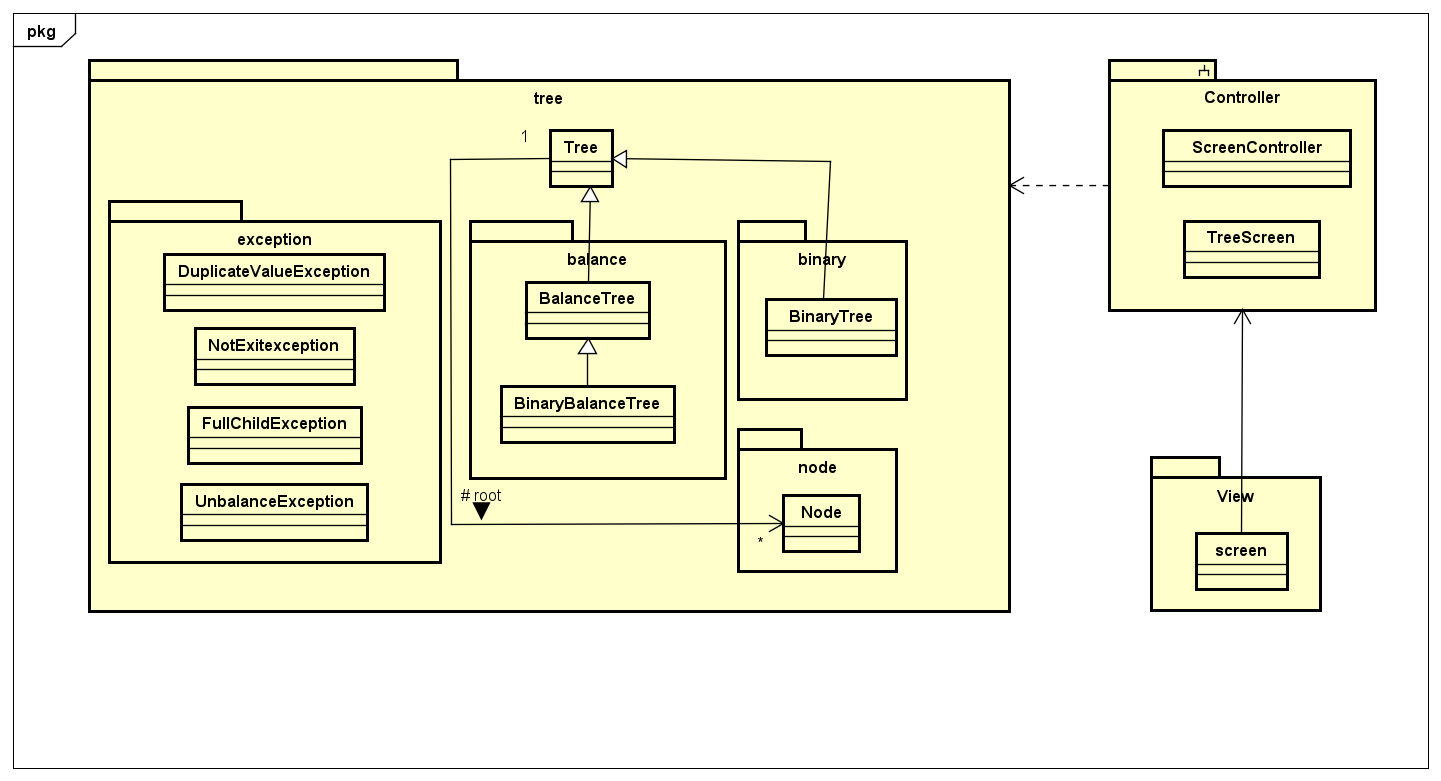 pkg
tree
1
Tree
exception
DuplicateValueException
NotExitexception
FullChildException
UnbalanceException
balance
BalanceTree
BinaryBalanceTree
binary
BinaryTree
# root
node
Node
*
Controller
ScreenController
TreeScreen
View
screen